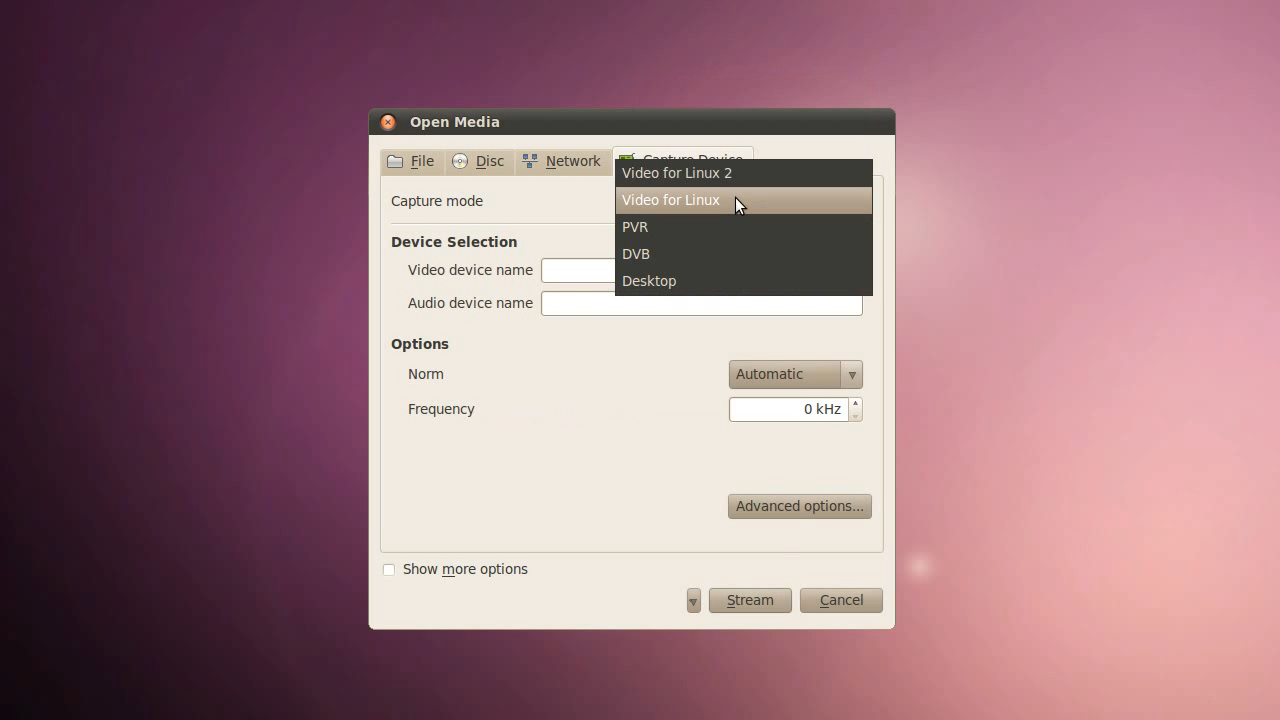 Open Media
File Disc Network Capture Device
Video for Linux 2
Capture mode Video for Linux
PVR
Device Selection
DVB
Video device name
Desktop
Audio device name
Options
Norm Automatic
Frequency 0 kHz
Advanced options...
Show more options
Stream Cancel